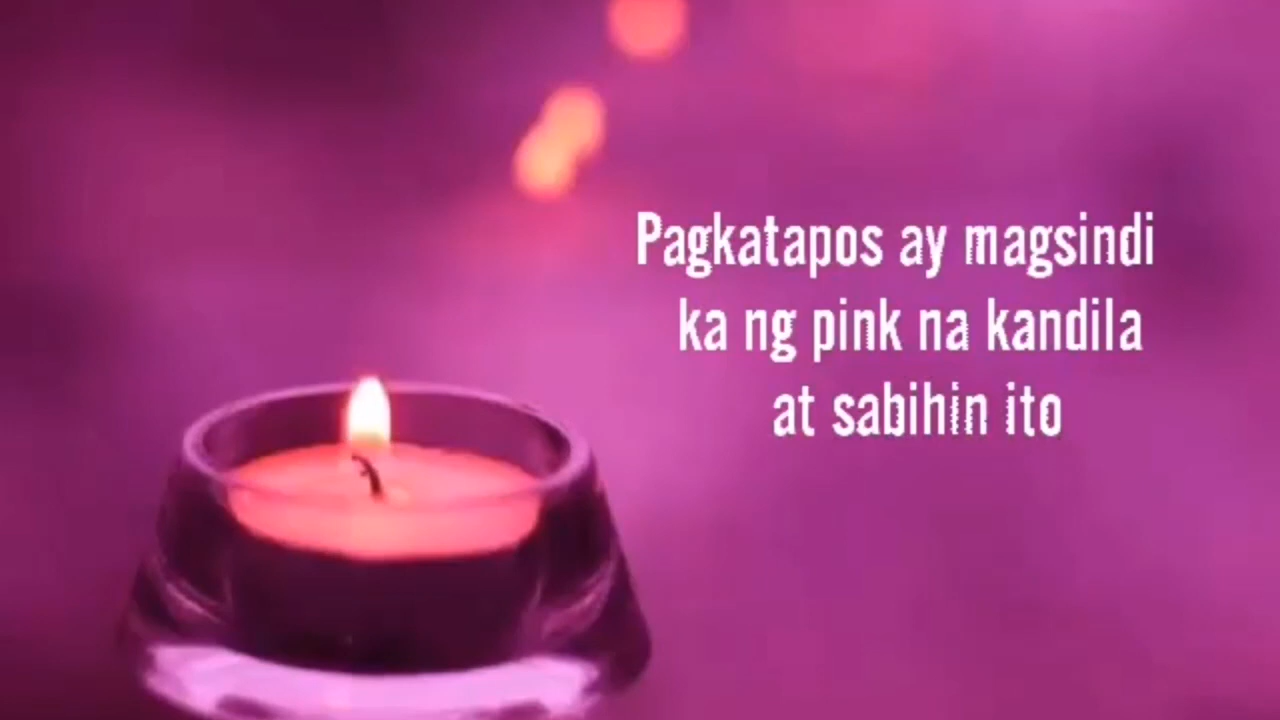 Pagkatapos ay magsindi
ka ng pink na kandila
at sabihin ito